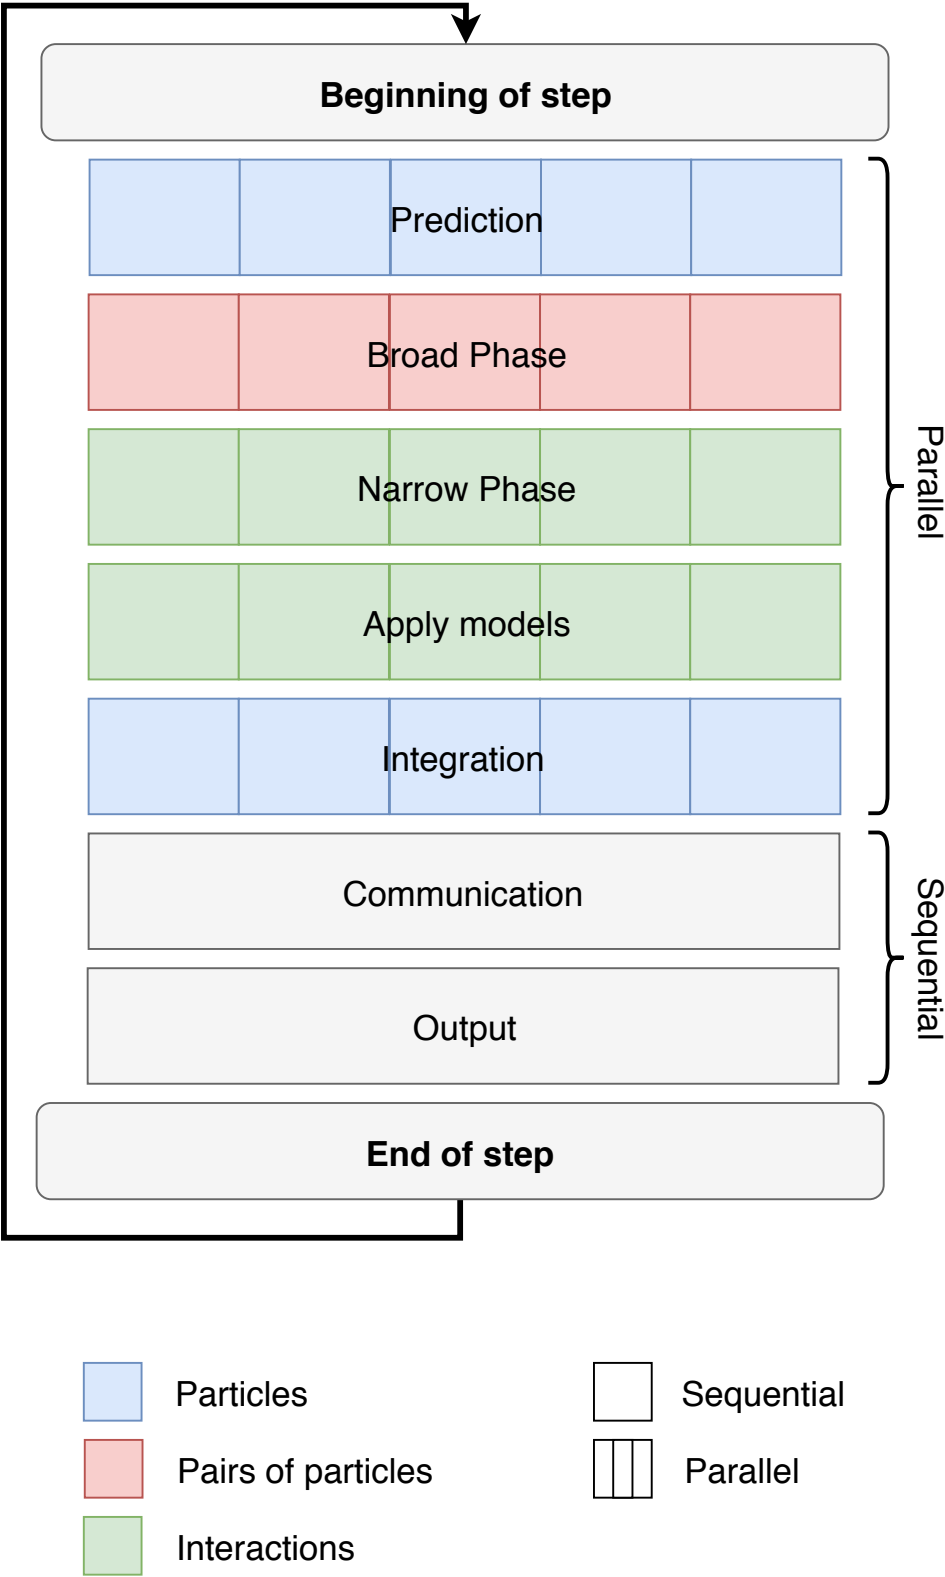 Beginning of step
Prediction
Broad Phase
Narrow Phase
Apply models
Integration
Parallel
Communication
Output
Sequential
End of step
Particles
Pairs of particles
Interactions
Sequential
Parallel